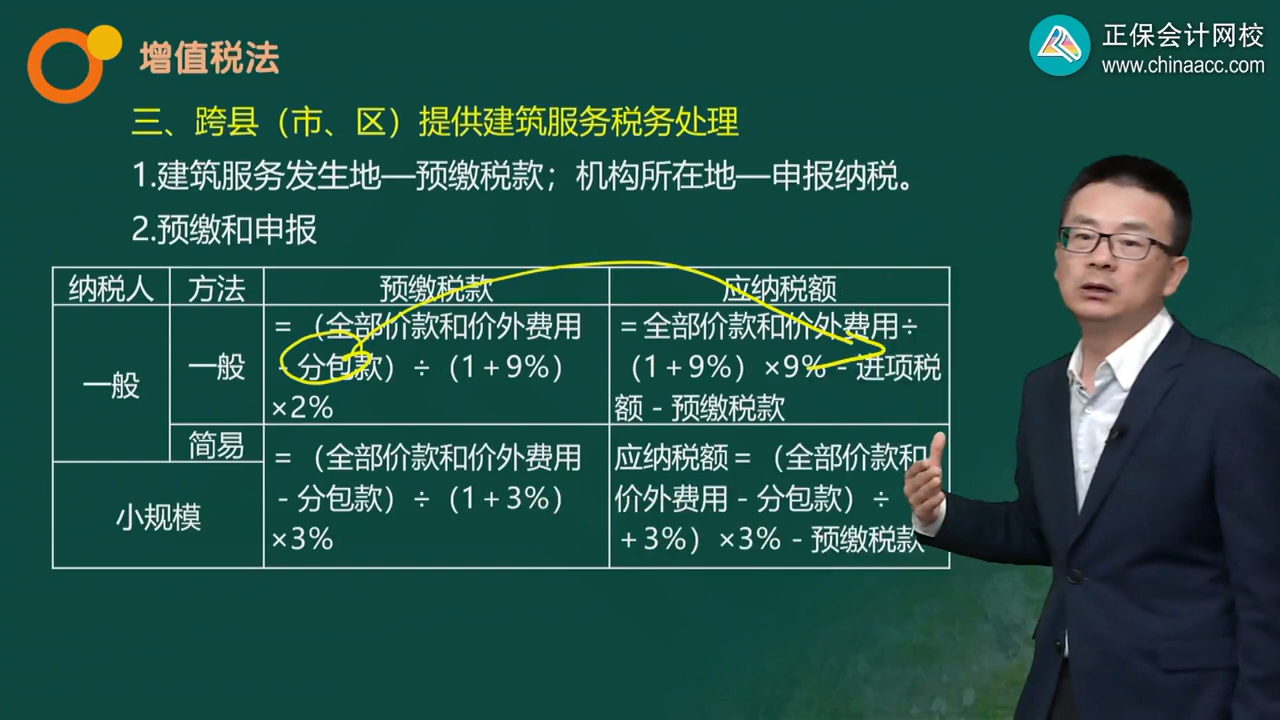 增值税法
正保会计网校
www.chinaacc.com
三、跨县（市、区）提供建筑服务税务处理
1.建筑服务发生地—预缴税款；机构所在地—申报纳税。
2.预缴和申报
纳税人 方法 预缴税款 应纳税额
一般
一般
=（全部价款和价外费用
-分包款）÷（1+9%）
×2%
=全部价款和价外费用÷
（1+9%）×9%-进项税
额-预缴税款
简易
小规模
=（全部价款和价外费用
-分包款）÷（1+3%）
×3%
应纳税额=（全部价款和
价外费用-分包款）÷
+3%）×3%-预缴税款